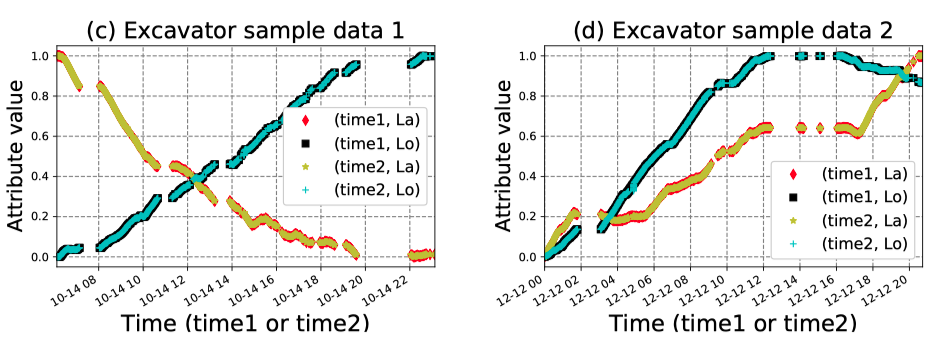 (c) Excavator sample data 1
Attribute value
1.0
0.8
0.6
0.4
0.2
0.0
(time1, La)
(time1, Lo)
(time2, La)
(time2, Lo)
10-14 08
10-14 10
10-14 12
10-14 14
10-14 16
10-14 18
10-14 20
10-14 22
Time (time1 or time2)
(d) Excavator sample data 2
Attribute value
1.0
0.8
0.6
0.4
0.2
0.0
(time1, La)
(time1, Lo)
(time2, La)
(time2, Lo)
12-12 00
12-12 02
12-12 04
12-12 06
12-12 08
12-12 10
12-12 12
12-12 14
12-12 16
12-12 18
12-12 20
Time (time1 or time2)